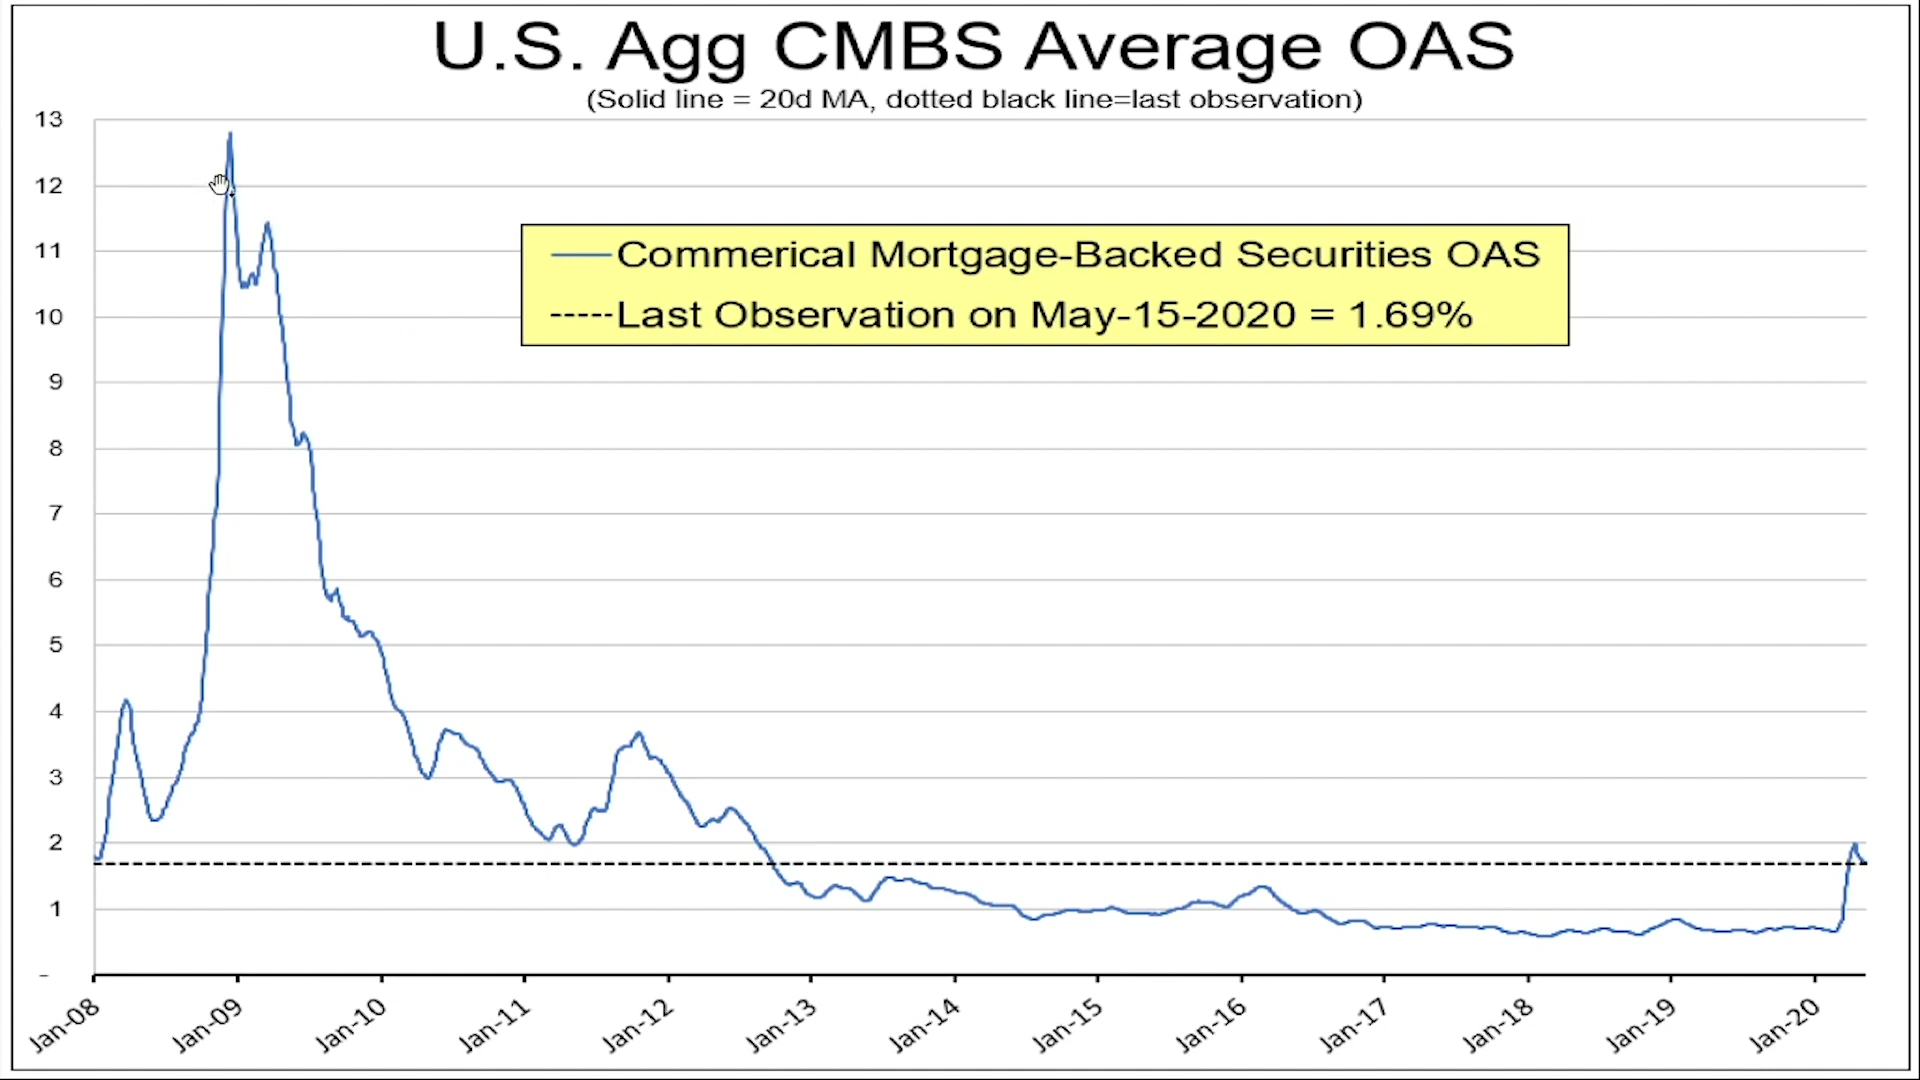 U.S. Agg CMBS Average OAS
(Solid line = 20d MA, dotted black line=last observation)
13
12
11
10
9
8
7
6
5
4
3
2
1
-
Commerical Mortgage-Backed Securities OAS
Last Observation on May-15-2020 = 1.69%
Jan-08
Jan-09
Jan-10
Jan-11
Jan-12
Jan-13
Jan-14
Jan-15
Jan-16
Jan-17
Jan-18
Jan-19
Jan-20